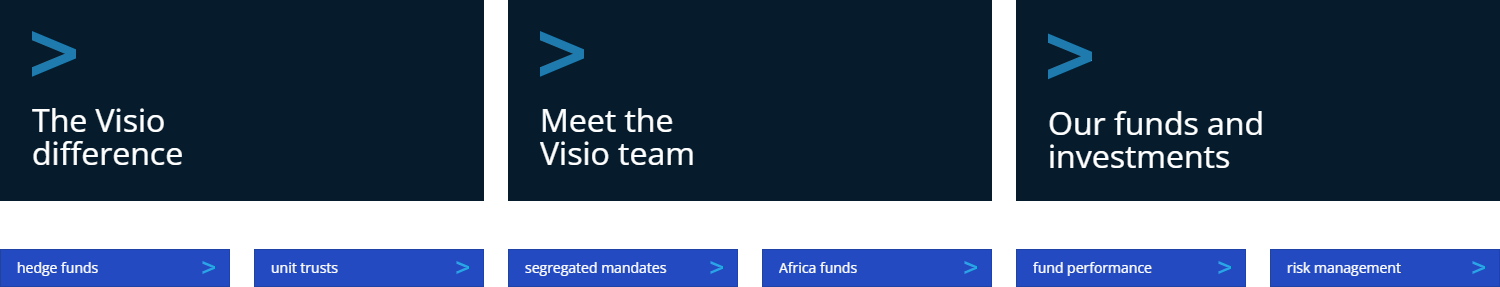 The Visio
difference
Meet the
Visio team
Our funds and
investments
hedge funds
unit trusts
segregated mandates
Africa funds
fund performance
risk management